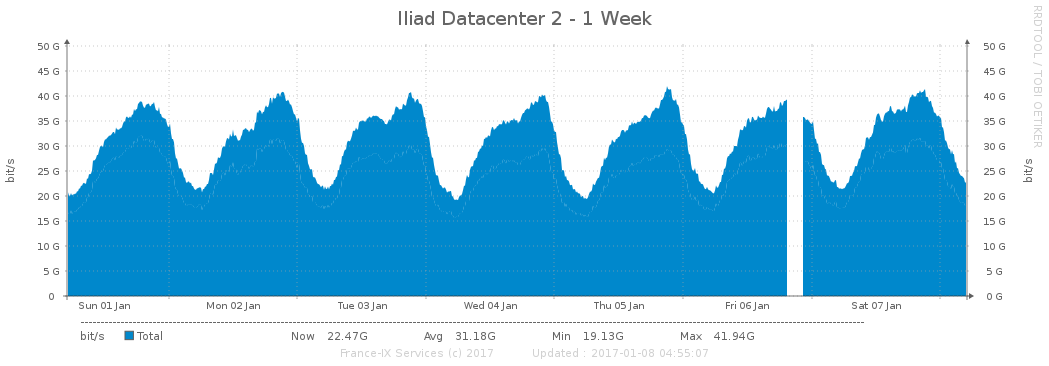 Iliad Datacenter 2 - 1 Week
RRDTOOL / TOBI OETIKER
bit/s
50 G 50 G
45 G 45 G
40 G 40 G
35 G 35 G
30 G 30 G
25 G 25 G
20 G 20 G
15 G 15 G
10 G 10 G
5 G 5 G
0 0 G
bit/s
Sun 01 Jan Mon 02 Jan Tue 03 Jan Wed 04 Jan Thu 05 Jan Fri 06 Jan Sat 07 Jan
bit/s Total Now 22.47G Avg 31.18G Min 19.13G Max 41.94G
France-IX Services (c) 2017 Updated : 2017-01-08 04:55:07